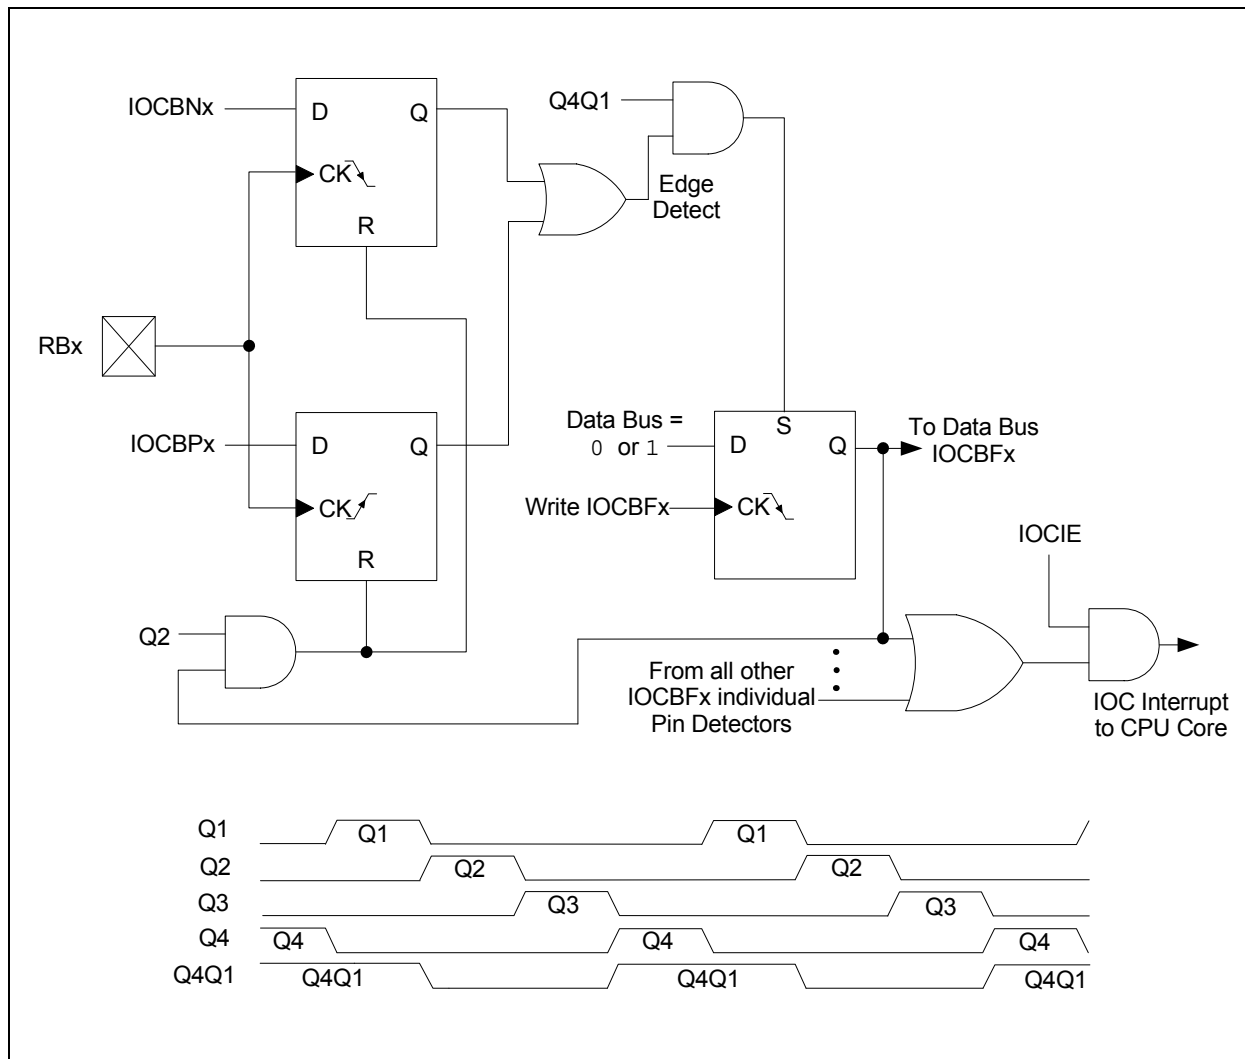 IOCBNx
D
Q
CK
R
Q4Q1
Edge
Detect
RBx
IOCBPx
D
Q
CK
R
Q2
Data Bus =
0 or 1
S
D
Q
Write IOCBFx
CK
To Data Bus
IOCBFx
IOCIE
From all other
IOCBFx individual
Pin Detectors
IOC Interrupt
to CPU Core
Q1 Q1 Q1
Q2 Q2 Q2
Q3 Q3 Q3
Q4 Q4 Q4 Q4
Q4Q1 Q4Q1 Q4Q1 Q4Q1